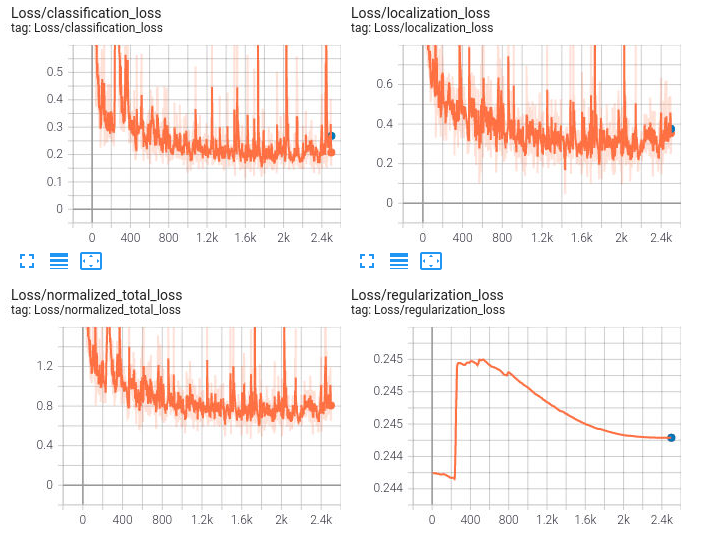 Loss/classification_loss
tag: Loss/classification_loss
0.5
0.4
0.3
0.2
0.1
0
0 400 800 1.2k 1.6k 2k 2.4k
Loss/localization_loss
tag: Loss/localization_loss
0.6
0.4
0.2
0
0 400 800 1.2k 1.6k 2k 2.4k
Loss/normalized_total_loss
tag: Loss/normalized_total_loss
1.2
0.8
0.4
0
0 400 800 1.2k 1.6k 2k 2.4k
Loss/regularization_loss
tag: Loss/regularization_loss
0.245
0.245
0.245
0.244
0.244
0 400 800 1.2k 1.6k 2k 2.4k